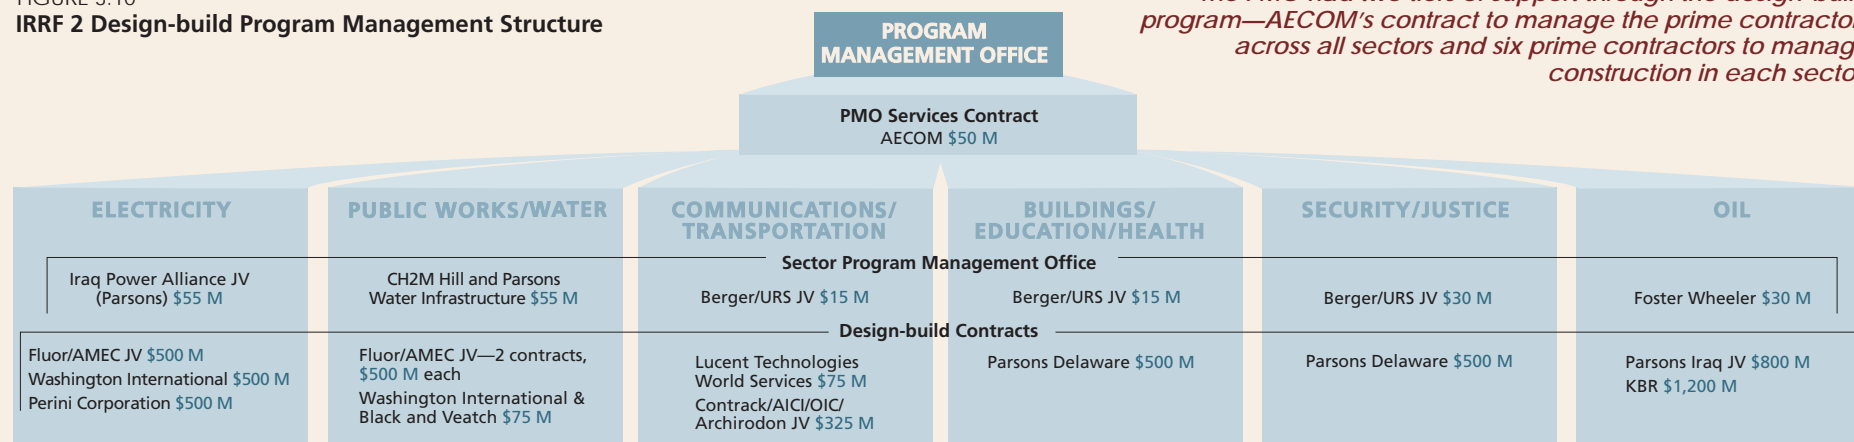 IRRF 2 Design-build Program Management Structure
program—AECOM's contract to manage the prime contractor
across all sectors and six prime contractors to manag
construction in each secto
PROGRAM
MANAGEMENT OFFICE
PMO Services Contract
AECOM $50 M
ELECTRICITY
PUBLIC WORKS/WATER
COMMUNICATIONS/
TRANSPORTATION
BUILDINGS/
EDUCATION/HEALTH
SECURITY/JUSTICE
OIL
Sector Program Management Office
Iraq Power Alliance JV
(Parsons) $55 M
CH2M Hill and Parsons
Water Infrastructure $55 M
Berger/URS JV $15 M
Berger/URS JV $15 M
Berger/URS JV $30 M
Foster Wheeler $30 M
Design-build Contracts
Fluor/AMEC JV $500 M
Washington International $500 M
Perini Corporation $500 M
Fluor/AMEC JV—2 contracts,
$500 M each
Washington International &
Black and Veatch $75 M
Lucent Technologies
World Services $75 M
Contrack/AICI/OIC/
Archirodon JV $325 M
Parsons Delaware $500 M
Parsons Delaware $500 M
Parsons Iraq JV $800 M
KBR $1,200 M